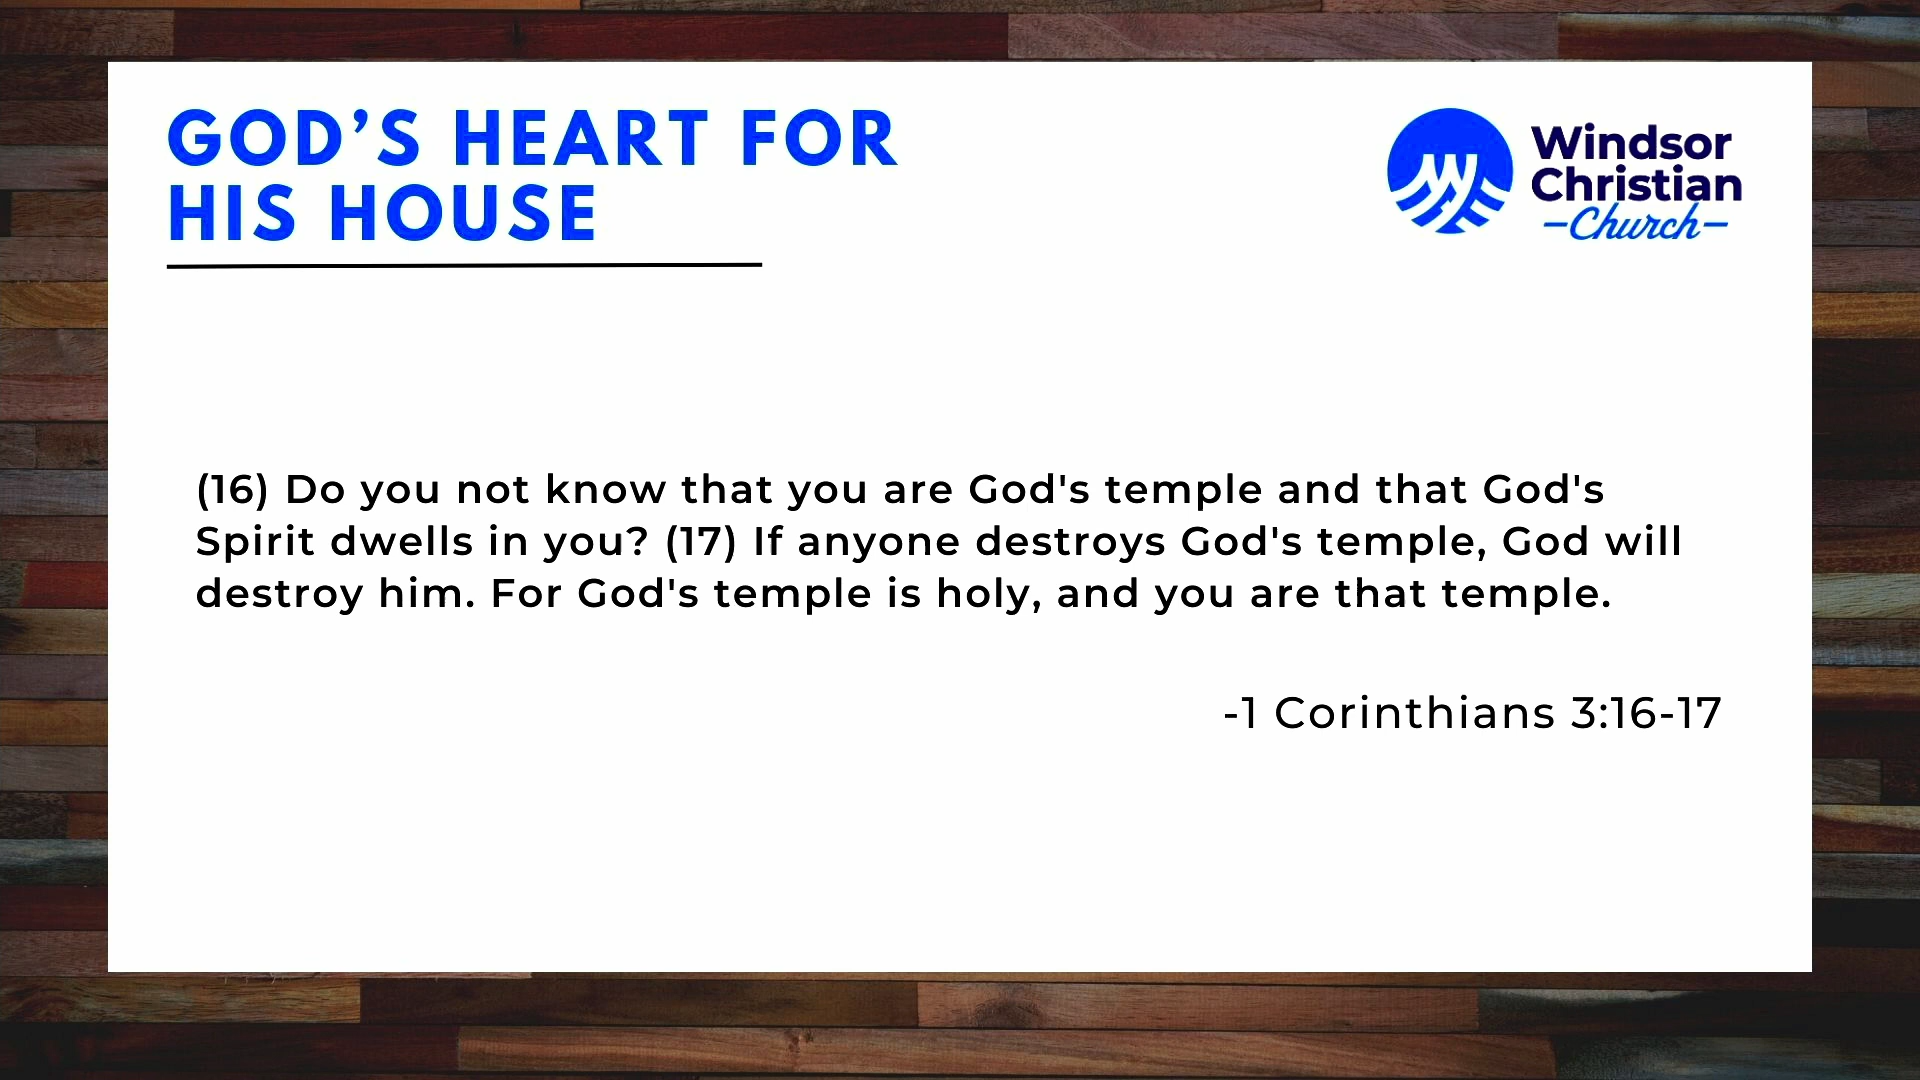 GOD’S HEART FOR
HIS HOUSE
Windsor
Christian
-Church-
(16) Do you not know that you are God's temple and that God's
Spirit dwells in you? (17) If anyone destroys God's temple, God will
destroy him. For God's temple is holy, and you are that temple.
-1 Corinthians 3:16-17